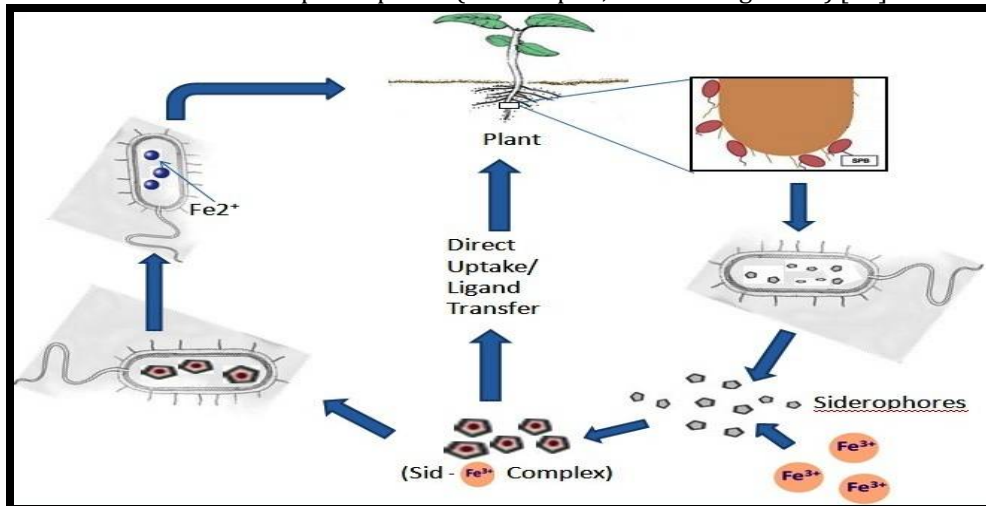 Plant
SPB
Fe2⁺
Direct
Uptake/
Ligand
Transfer
Siderophores
Fe³⁺
Fe³⁺
Fe³⁺
(Sid - Fe³⁺ Complex)